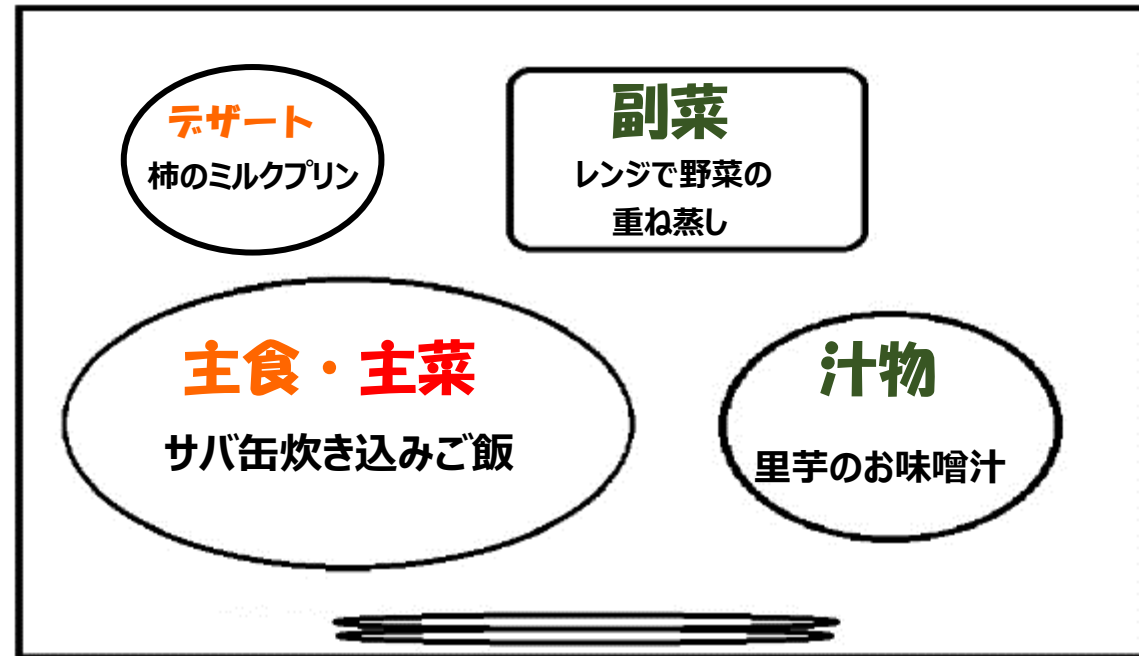 デザート
柿のミルクプリン
副菜
レンジで野菜の
重ね蒸し
主食・主菜
サバ缶炊き込みご飯
汁物
里芋のお味噌汁